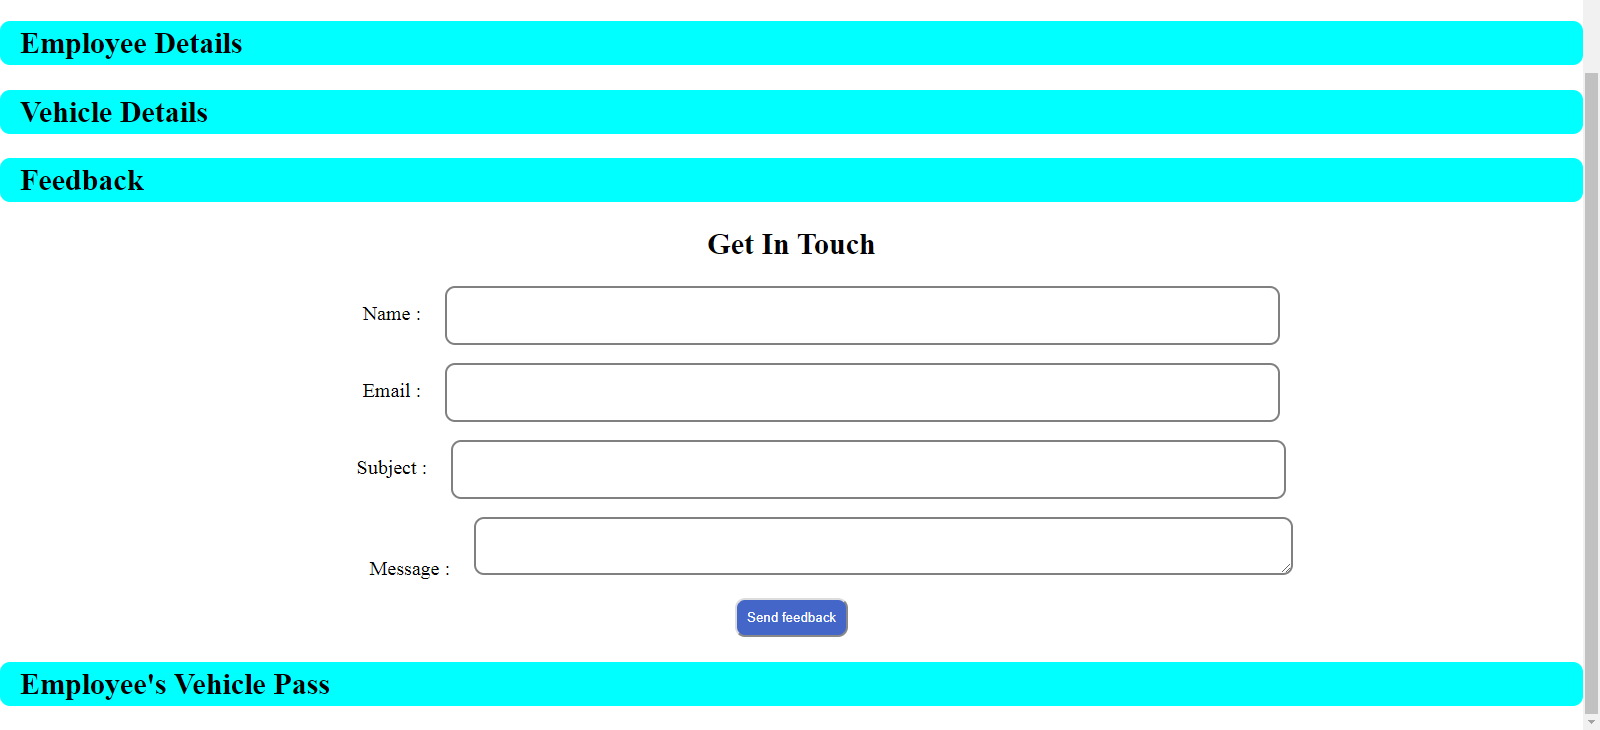 Employee Details
Vehicle Details
Feedback
Get In Touch
Name :
Email :
Subject :
Message :
Send feedback
Employee's Vehicle Pass